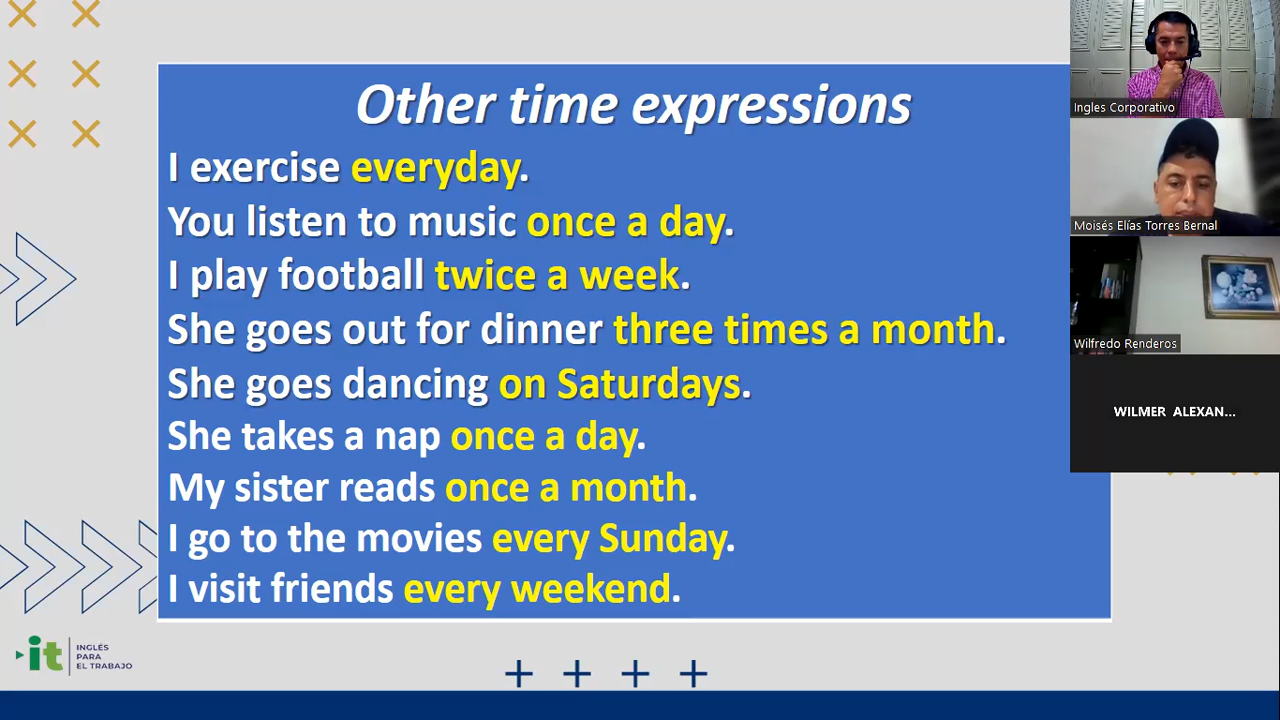 Other time expressions
I exercise everyday.
You listen to music once a day.
I play football twice a week.
She goes out for dinner three times a month.
She goes dancing on Saturdays.
She takes a nap once a day.
My sister reads once a month.
I go to the movies every Sunday.
I visit friends every weekend.
it
INGLÉS
PARA
EL TRABAJO
Ingles Corporativo
Moisés Elías Torres Bernal
Wilfredo Renderos
WILMER ALEXAN...